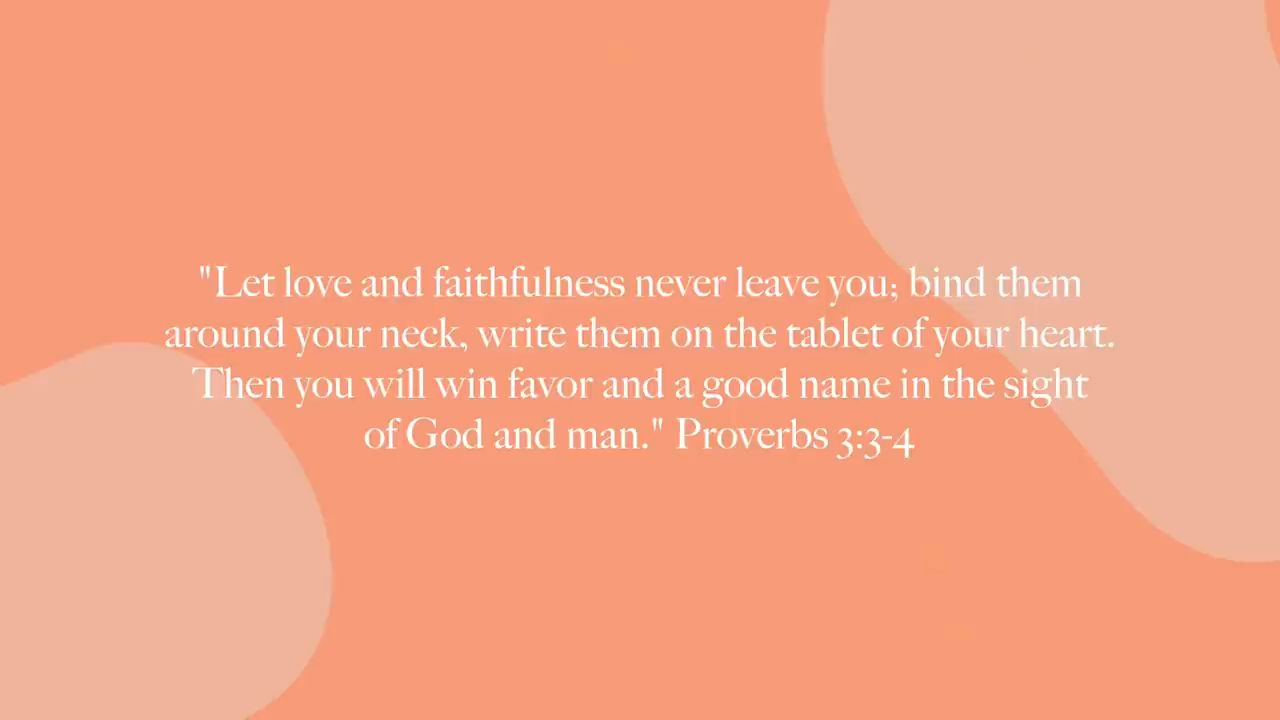 "Let love and faithfulness never leave you; bind them
around your neck, write them on the tablet of your heart.
Then you will win favor and a good name in the sight
of God and man." Proverbs 3:3-4